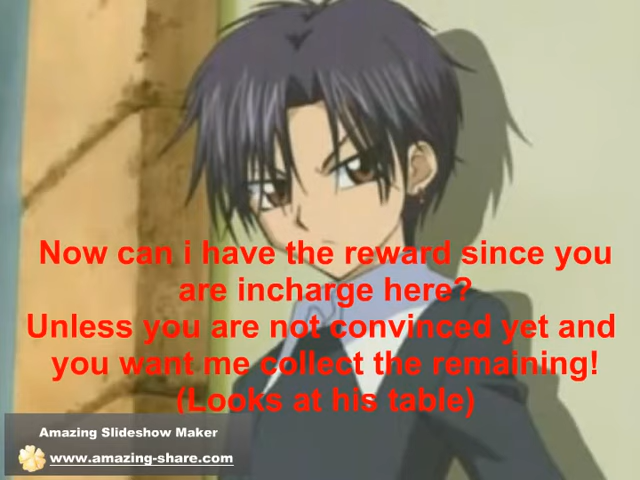 Now can i have the reward since you
are incharge here?
Unless you are not convinced yet and
you want me collect the remaining!
(Looks at his table)
Amazing Slideshow Maker
www.amazing-share.com